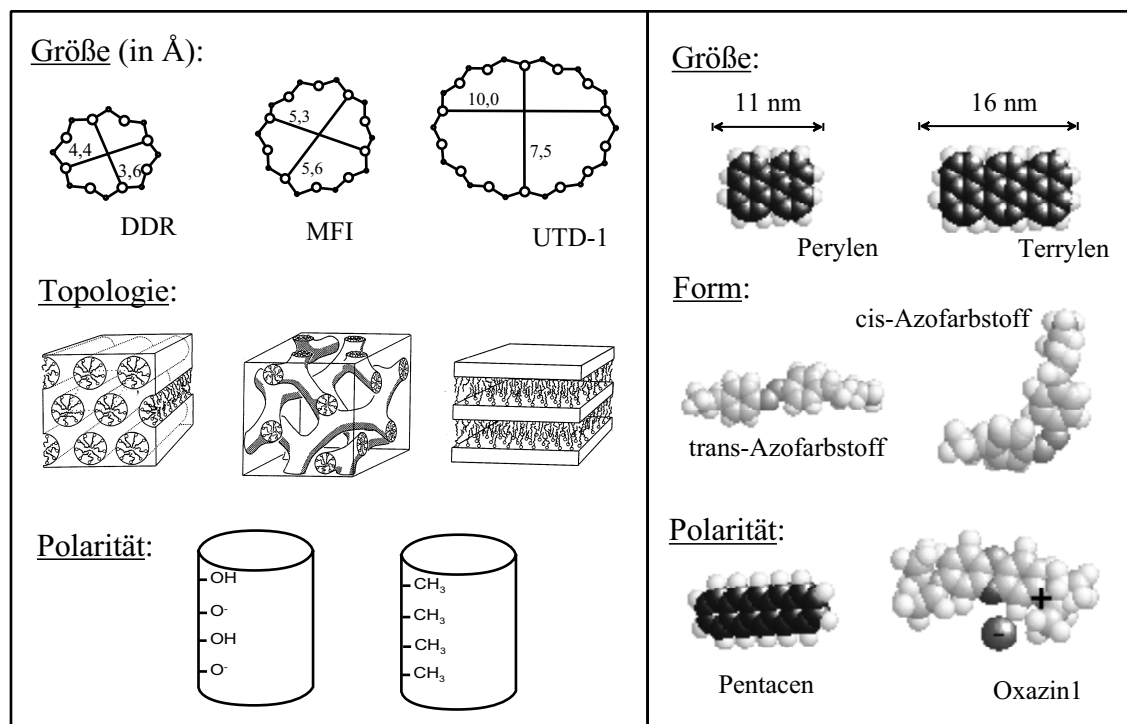 Größe (in Å):
4,4
3,6
DDR
5,3
5,6
MFI
10,0
7,5
UTD-1
Topologie:
Polarität:
OH
O-
OH
O-
CH3
CH3
CH3
CH3
Größe:
11 nm
16 nm
Perylen
Terrylen
Form:
cis-Azofarbstoff
trans-Azofarbstoff
Polarität:
+
-
Pentacen
Oxazin1